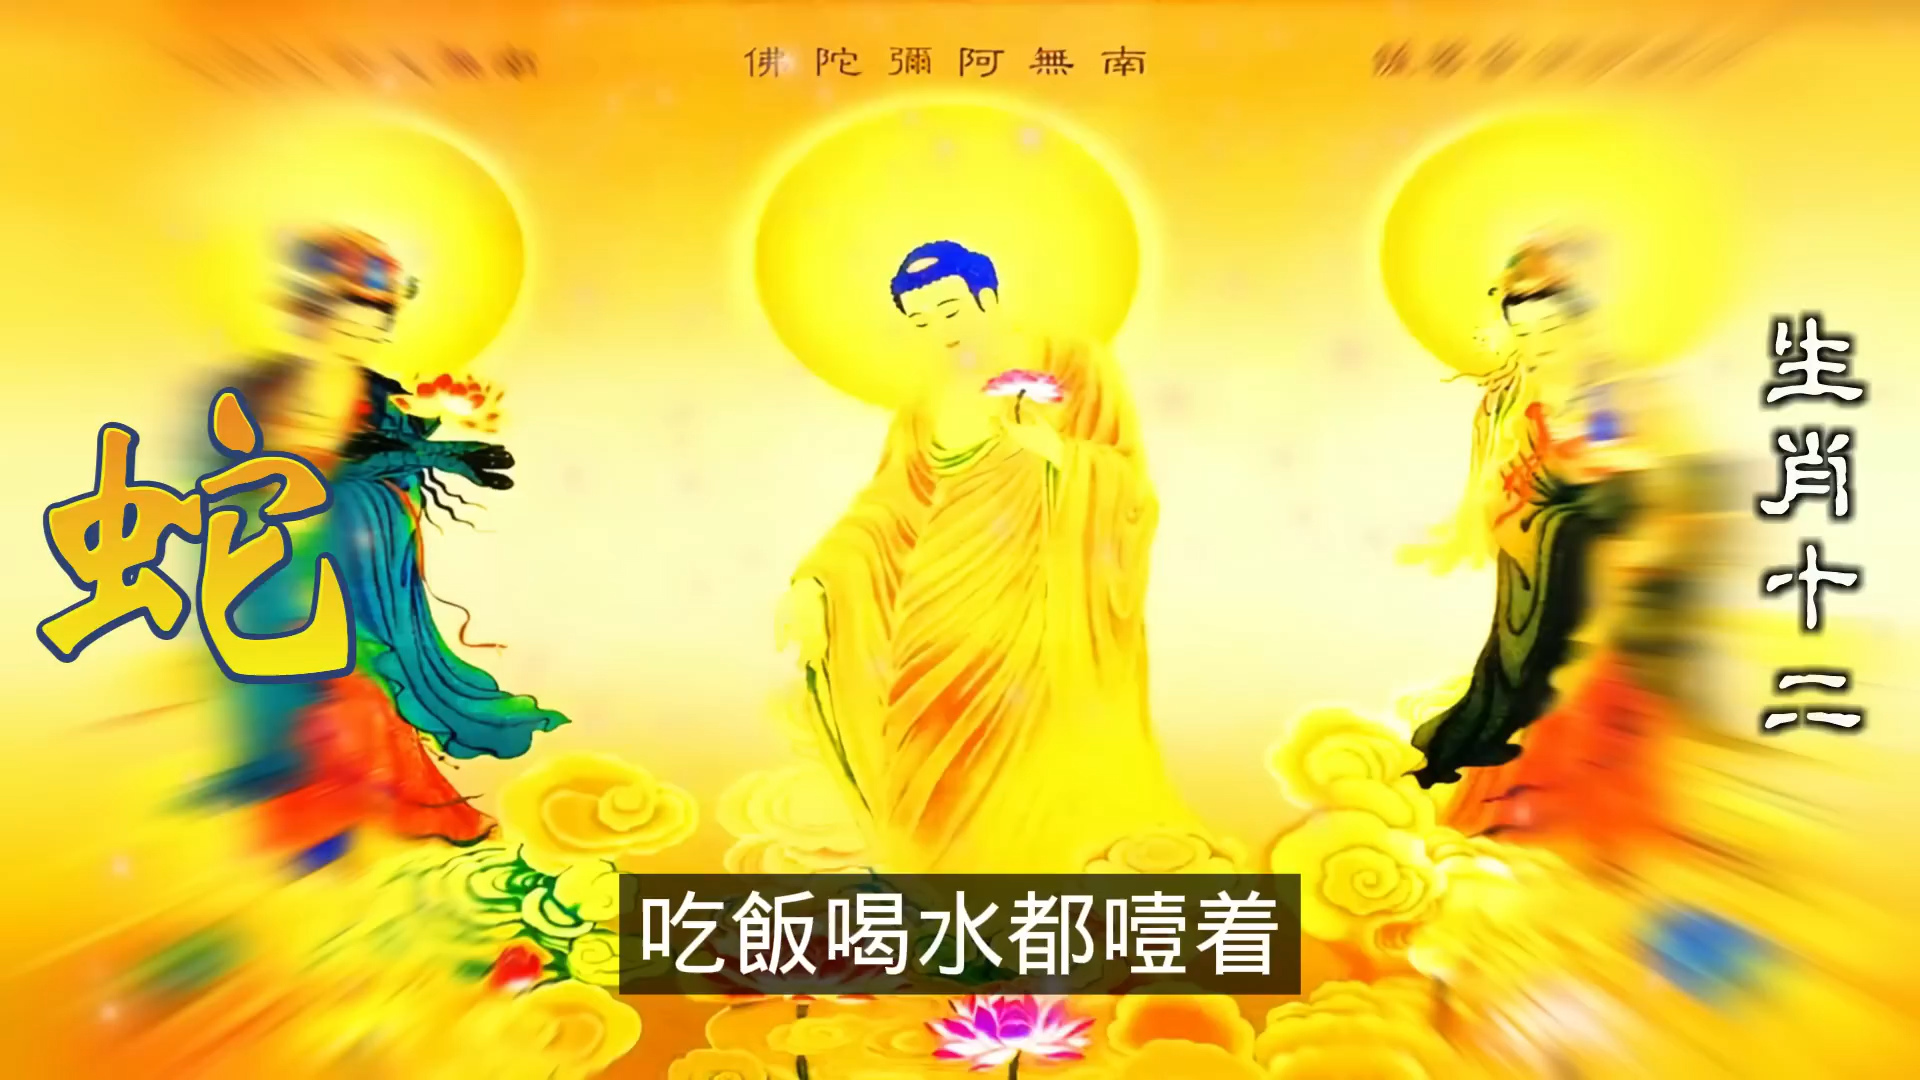 佛陀彌阿無南
蛇
生肖十二
吃飯喝水都噎着